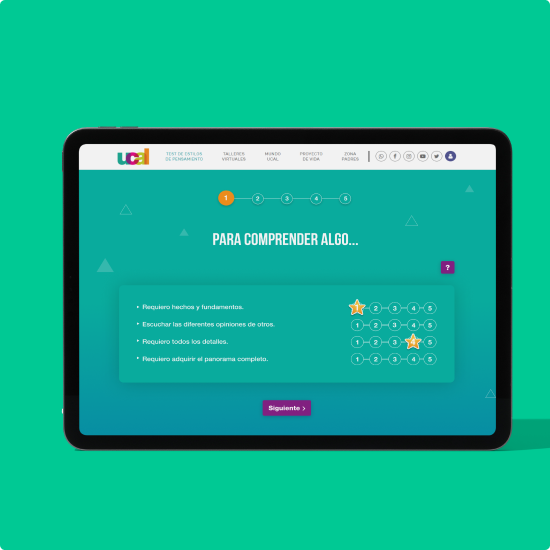 ucal
TEST DE ESTILOS
DE PENSAMIENTO
TALLERES
VIRTUALES
MUNDO
UCAL
PROYECTO
DE VIDA
ZONA
PADRES
1 2 3 4 5
PARA COMPRENDER ALGO...
?
• Requiero hechos y fundamentos. 1 2 3 4 5
• Escuchar las diferentes opiniones de otros. 1 2 3 4 5
• Requiero todos los detalles. 1 2 3 4 5
• Requiero adquirir el panorama completo. 1 2 3 4 5
Siguiente >